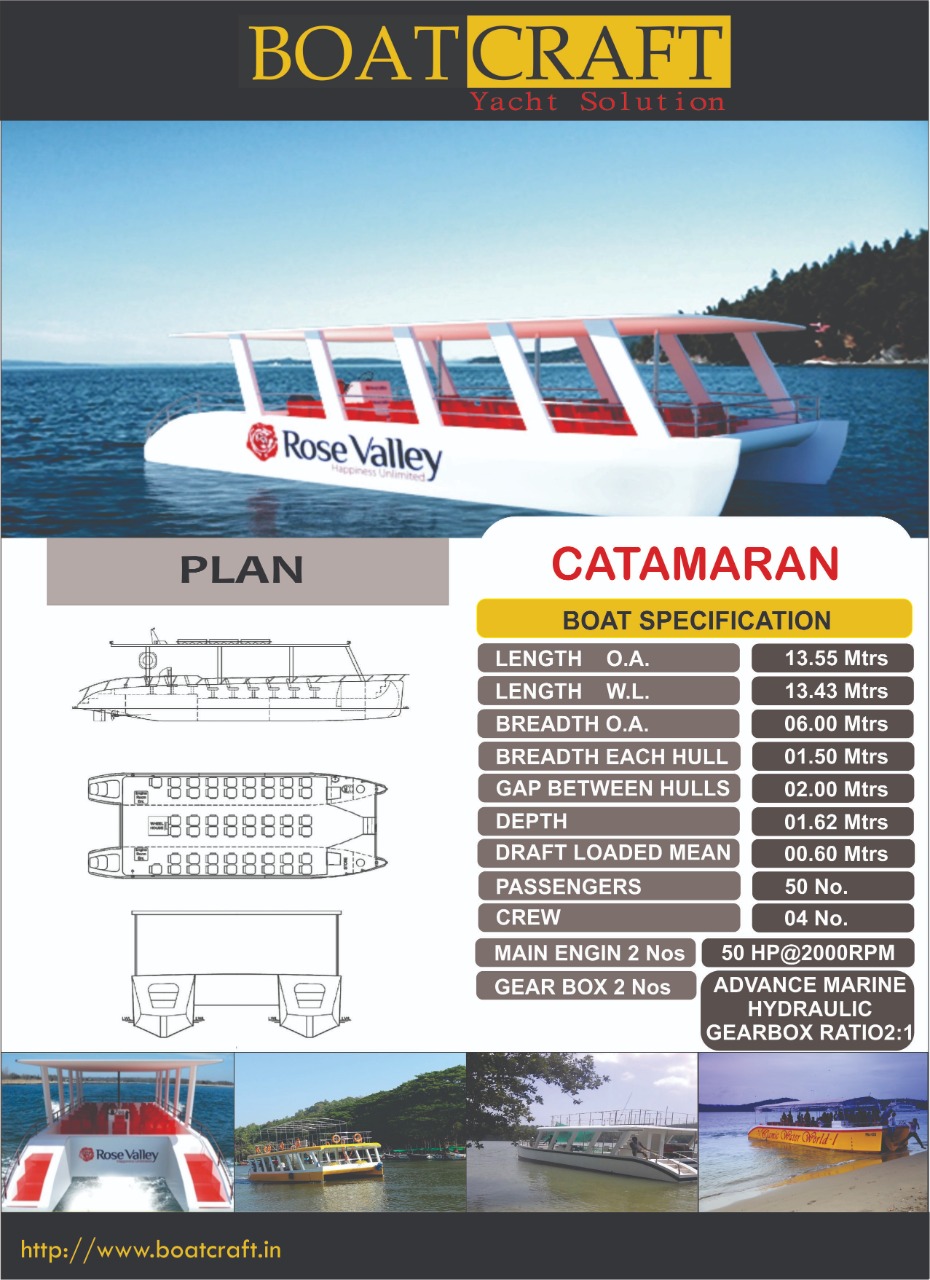 BOATCRAFT
Yacht Solution
Rose Valley
Happiness Unlimited
PLAN
CATAMARAN
BOAT SPECIFICATION
LENGTH O.A. 13.55 Mtrs
LENGTH W.L. 13.43 Mtrs
BREADTH O.A. 06.00 Mtrs
BREADTH EACH HULL 01.50 Mtrs
GAP BETWEEN HULLS 02.00 Mtrs
DEPTH 01.62 Mtrs
DRAFT LOADED MEAN 00.60 Mtrs
PASSENGERS 50 No.
CREW 04 No.
MAIN ENGIN 2 Nos 50 HP@2000RPM
GEAR BOX 2 Nos ADVANCE MARINE
HYDRAULIC
GEARBOX RATIO2:1
WHEEL
HOUSE
Rose Valley
http://www.boatcraft.in